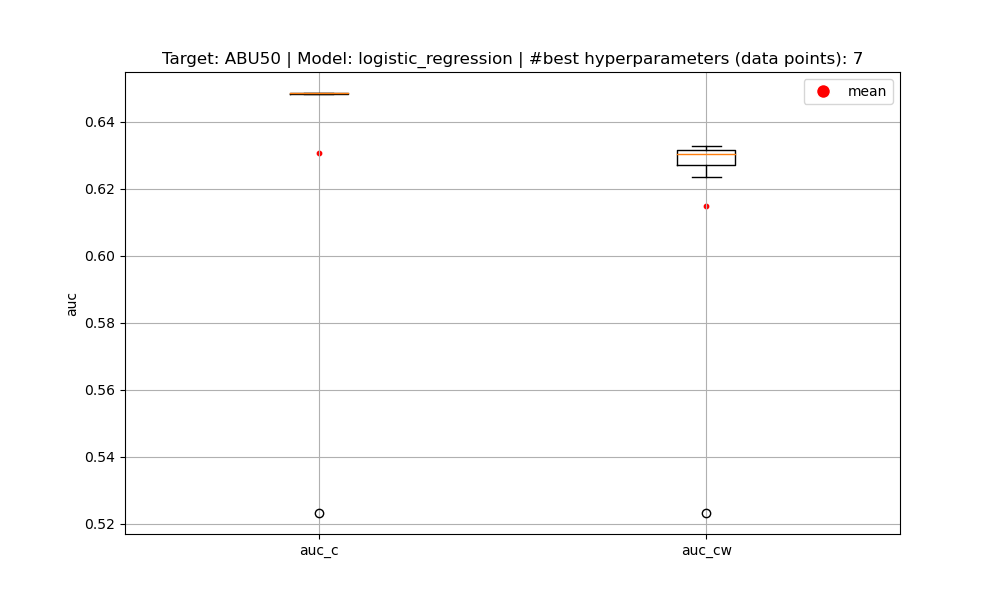 Target: ABU50 | Model: logistic_regression | #best hyperparameters (data points): 7
mean
0.64
0.62
0.60
0.58
0.56
0.54
0.52
auc
auc_c
auc_cw